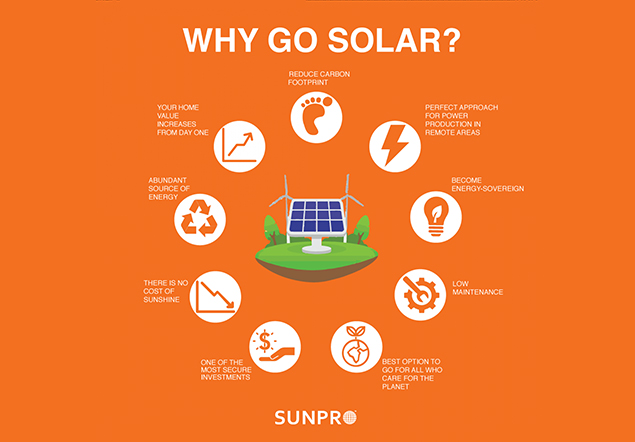 WHY GO SOLAR?
REDUCE CARBON
FOOTPRINT
PERFECT APPROACH
FOR POWER
PRODUCTION IN
REMOTE AREAS
BECOME
ENERGY-SOVEREIGN
LOW
MAINTENANCE
BEST OPTION TO
GO FOR ALL WHO
CARE FOR THE
PLANET
ONE OF THE
MOST SECURE
INVESTMENTS
THERE IS NO
COST OF
SUNSHINE
ABUNDANT
SOURCE OF
ENERGY
YOUR HOME
VALUE
INCREASES
FROM DAY ONE
$
SUNPRO